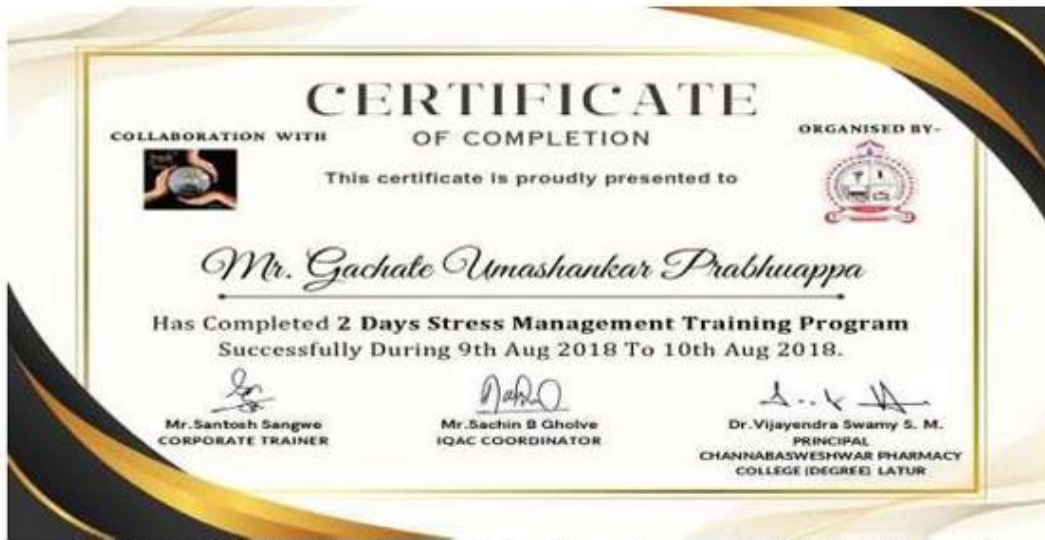 CERTIFICATE
OF COMPLETION
COLLABORATION WITH
ORGANISED BY-
This certificate is proudly presented to
Mr. Gachate Umashankar Prabhuappa
Has Completed 2 Days Stress Management Training Program
Successfully During 9th Aug 2018 To 10th Aug 2018.
Mr.Santosh Sangwe
CORPORATE TRAINER
Mr.Sachin B Gholve
IQAC COORDINATOR
Dr.Vijayendra Swamy S. M.
PRINCIPAL
CHANNABASWESHWAR PHARMACY
COLLEGE (DEGREE) LATUR